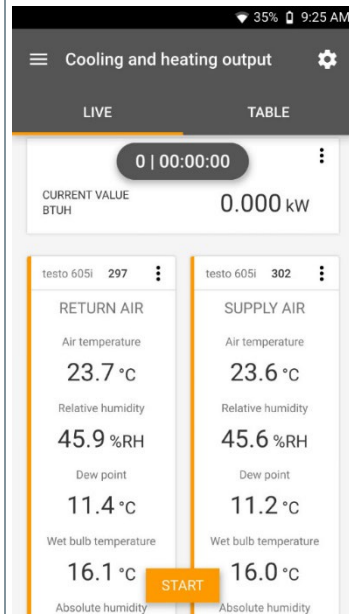 35% 9:25 AM
Cooling and heating output
LIVE TABLE
0 | 00:00:00
CURRENT VALUE
BTUH
0.000 kW
testo 605i 297
RETURN AIR
Air temperature
23.7 °C
Relative humidity
45.9 %RH
Dew point
11.4 °C
Wet bulb temperature
16.1 °C
Absolute humidity
testo 605i 302
SUPPLY AIR
Air temperature
23.6 °C
Relative humidity
45.6 %RH
Dew point
11.2 °C
Wet bulb temperature
16.0 °C
Absolute humidity
START